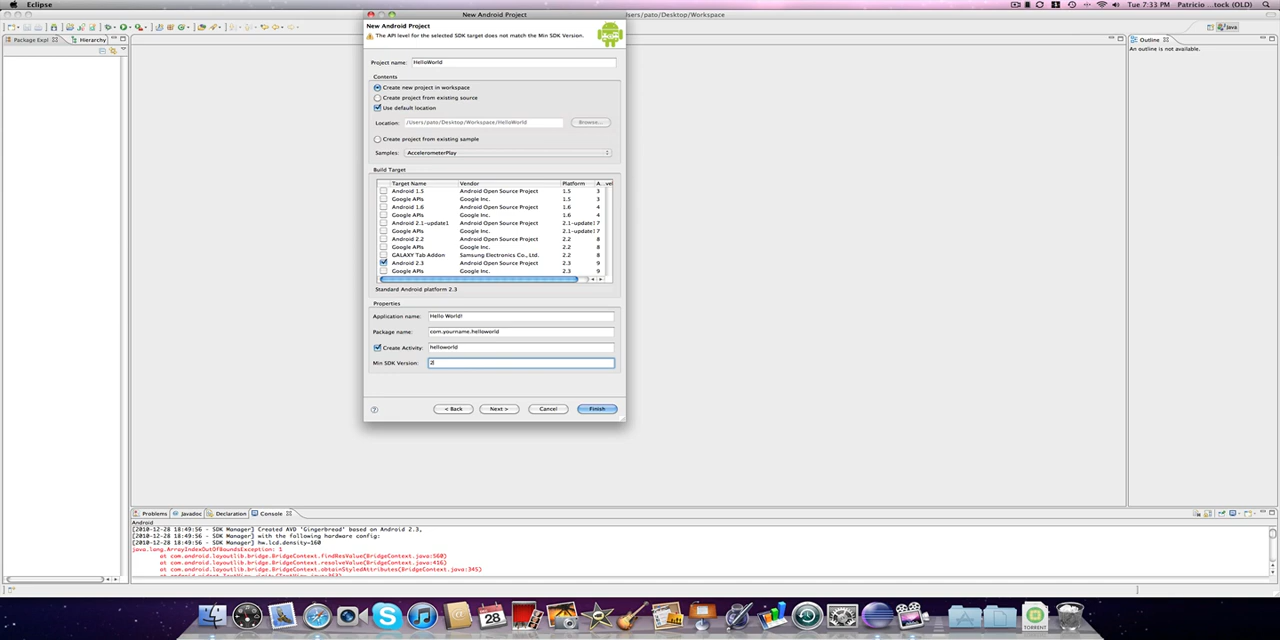 Eclipse
Tue 7:33 PM Patricio ...tock (OLD)
New Android Project
sers/pato/Desktop/Workspace
New Android Project
The API level for the selected SDK target does not match the Min SDK Version.
Java
Package Expl
Hierarchy
Outline
An outline is not available.
Project name: HelloWorld
Contents
Create new project in workspace
Create project from existing source
Use default location
Location: /Users/pato/Desktop/Workspace/HelloWorld Browse...
Create project from existing sample
Samples: AccelerometerPlay
Build Target
Target Name Vendor Platform A...vel
Android 1.5 Android Open Source Project 1.5 3
Google APIs Google Inc. 1.5 3
Android 1.6 Android Open Source Project 1.6 4
Google APIs Google Inc. 1.6 4
Android 2.1-update1 Android Open Source Project 2.1-update1 7
Google APIs Google Inc. 2.1-update1 7
Android 2.2 Android Open Source Project 2.2 8
Google APIs Google Inc. 2.2 8
GALAXY Tab Addon Samsung Electronics Co., Ltd. 2.2 8
Android 2.3 Android Open Source Project 2.3 9
Google APIs Google Inc. 2.3 9
Standard Android platform 2.3
Properties
Application name: Hello World!
Package name: com.yourname.helloworld
Create Activity: helloworld
Min SDK Version: 2
< Back Next > Cancel Finish
Problems Javadoc Declaration Console
Android
[2010-12-28 18:49:56 - SDK Manager] Created AVD 'Gingerbread' based on Android 2.3,
[2010-12-28 18:49:56 - SDK Manager] with the following hardware config:
[2010-12-28 18:49:56 - SDK Manager] hw.lcd.density=160
java.lang.ArrayIndexOutOfBoundsException: 1
at com.android.layoutlib.bridge.BridgeContext.findResValue(BridgeContext.java:560)
at com.android.layoutlib.bridge.BridgeContext.resolveValue(BridgeContext.java:416)
at com.android.layoutlib.bridge.BridgeContext.obtainStyledAttributes(BridgeContext.java:345)
28
TORRENT